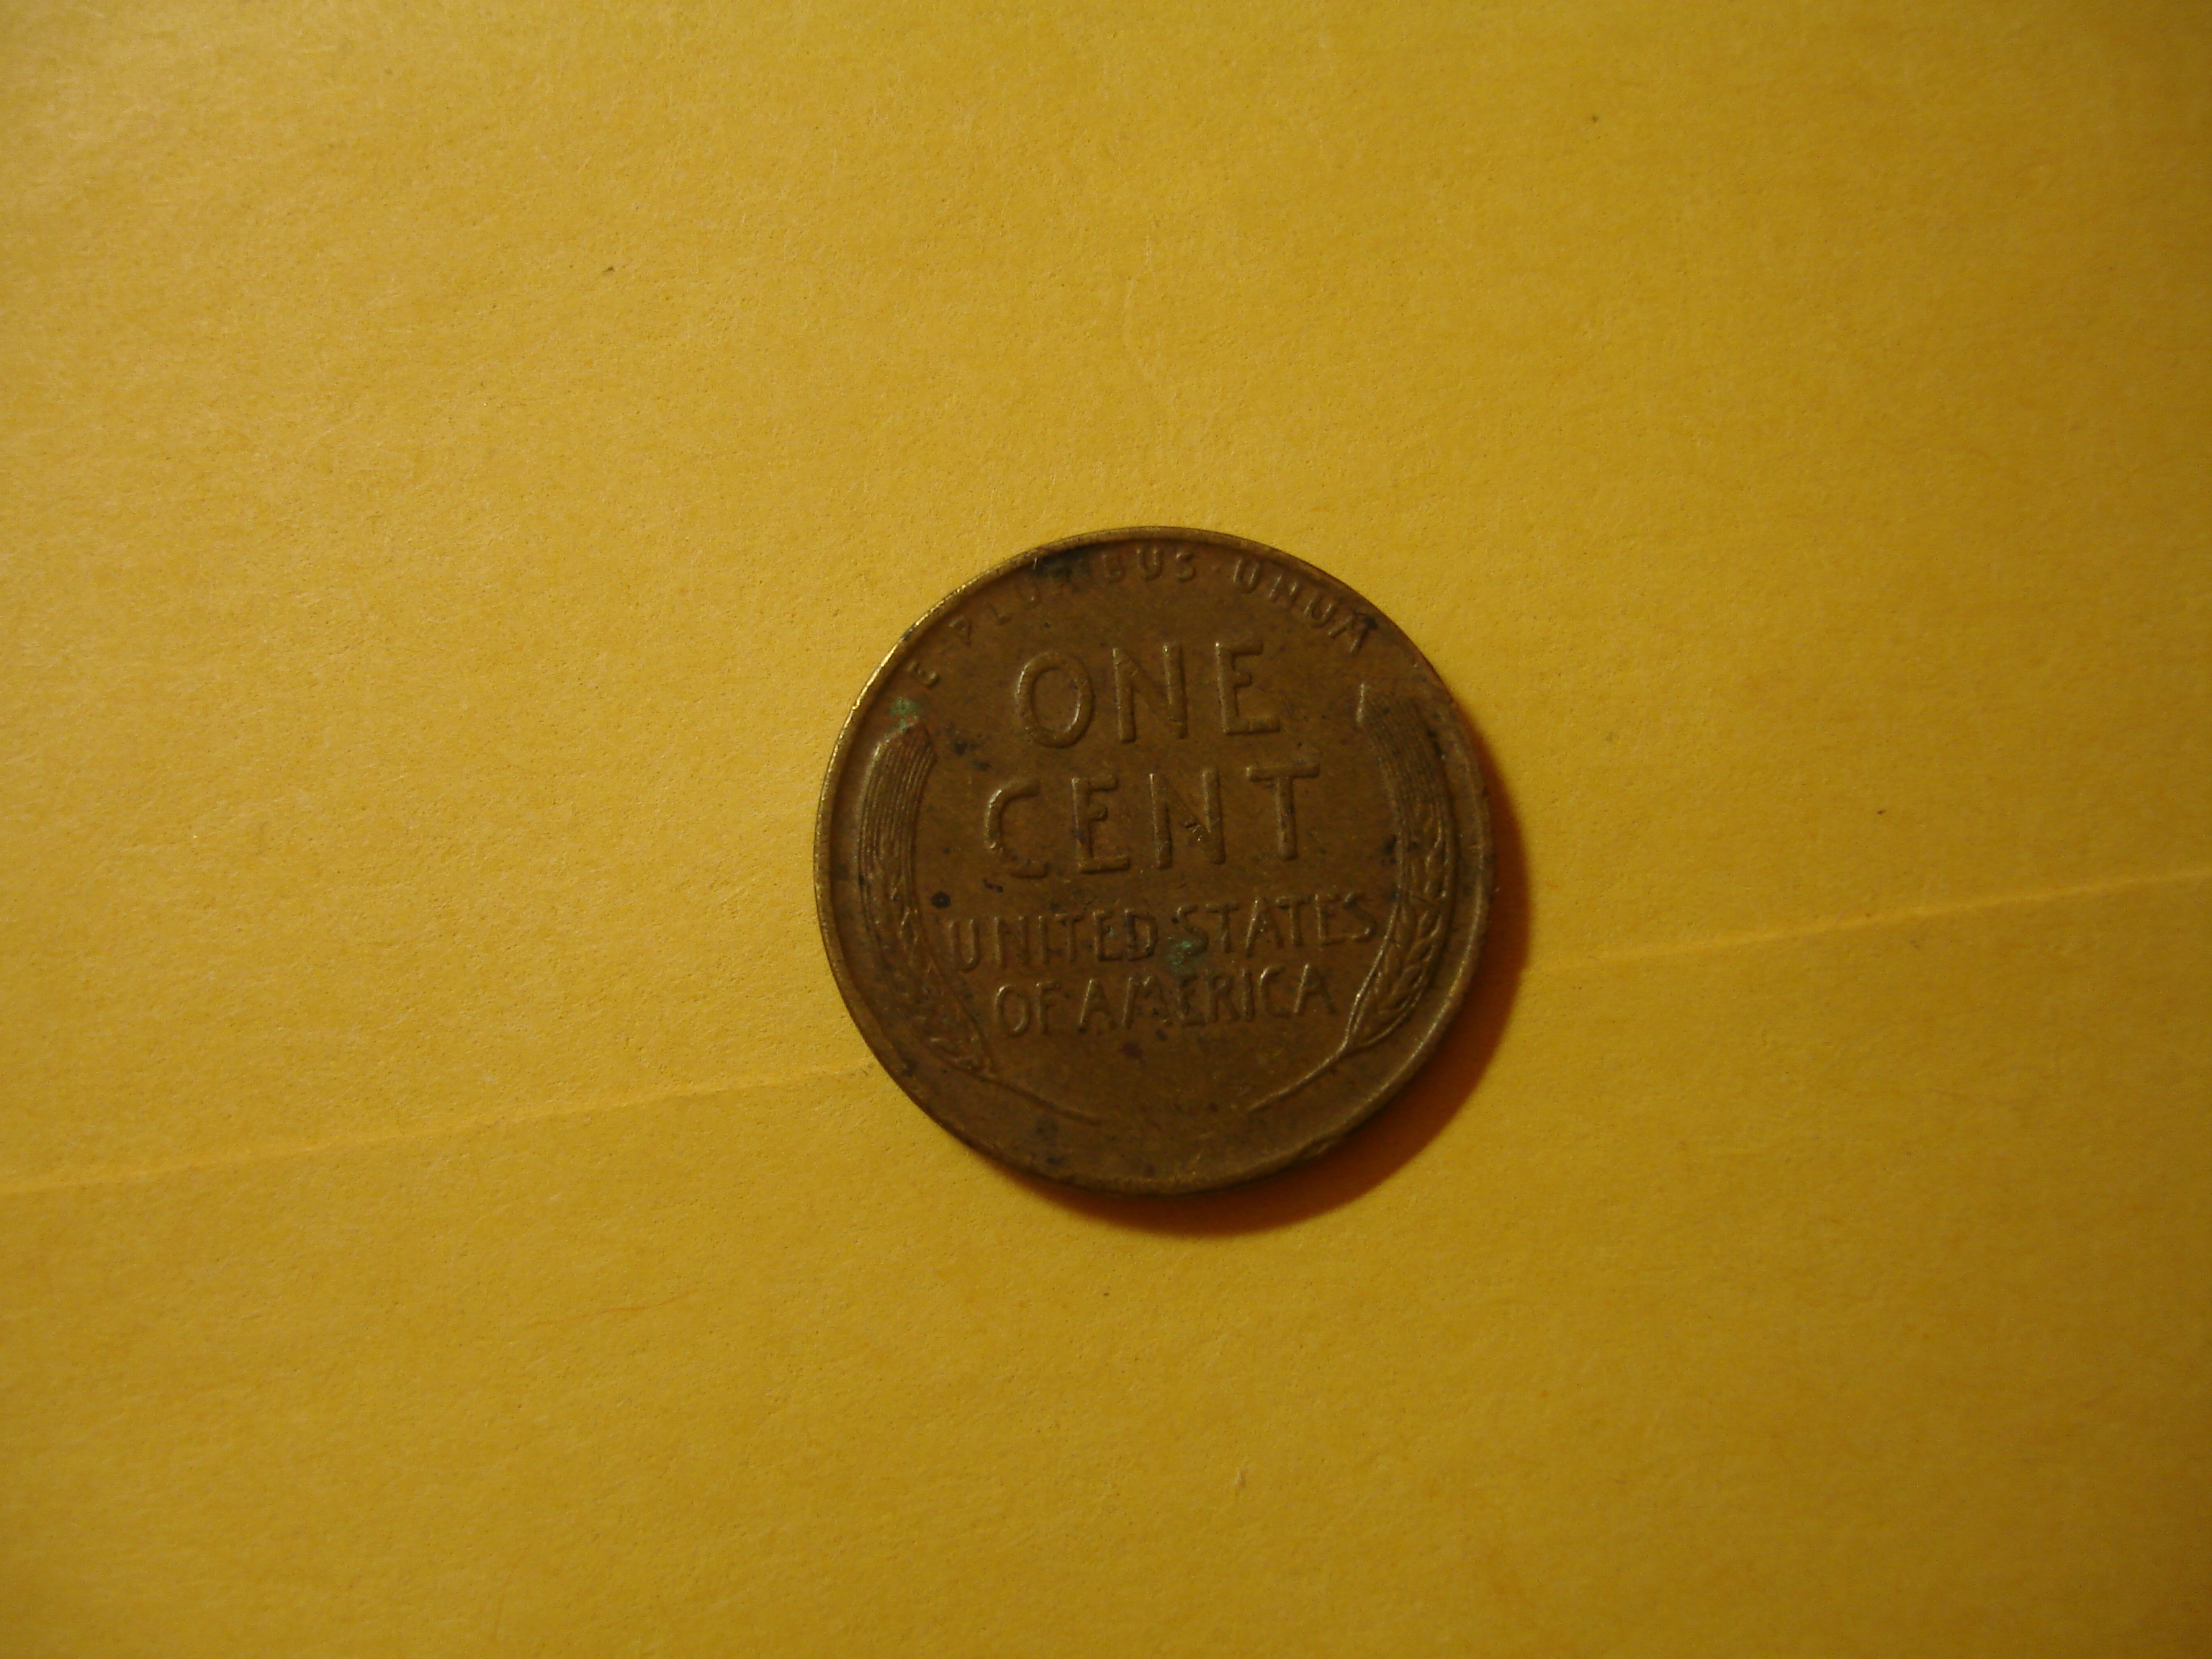 E · PLURIBUS · UNUM
ONE
CENT
UNITED STATES
OF AMERICA